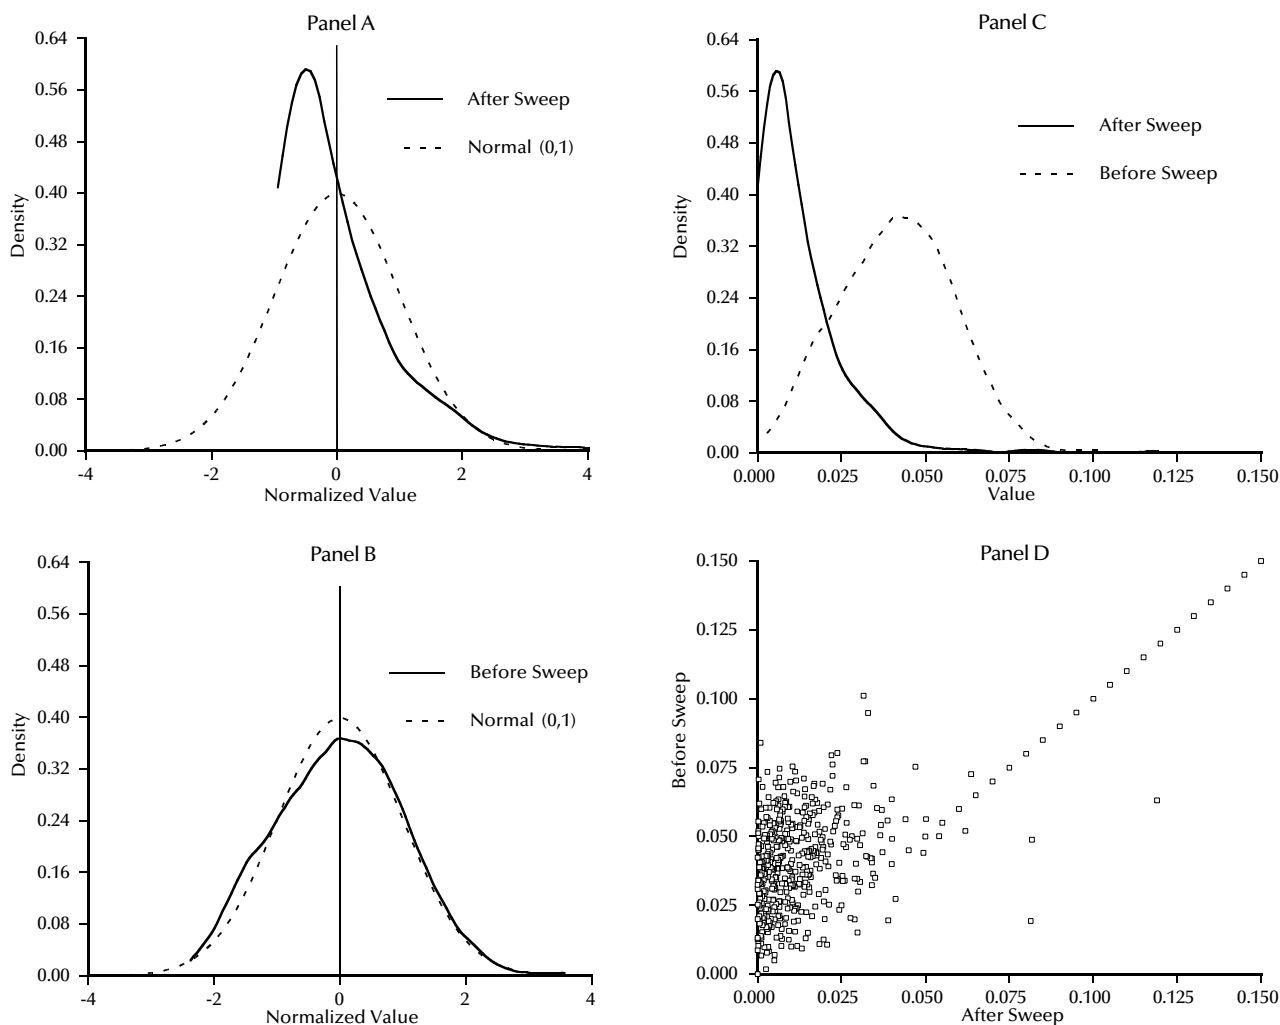 Panel A
0.64
0.56
0.48
0.40
0.32
0.24
0.16
0.08
0.00
Density
After Sweep
Normal (0,1)
-4 -2 0 2 4
Normalized Value
Panel C
0.64
0.56
0.48
0.40
0.32
0.24
0.16
0.08
0.00
Density
After Sweep
Before Sweep
0.000 0.025 0.050 0.075 0.100 0.125 0.150
Value
Panel B
0.64
0.56
0.48
0.40
0.32
0.24
0.16
0.08
0.00
Density
Before Sweep
Normal (0,1)
-4 -2 0 2 4
Normalized Value
Panel D
0.150
0.125
0.100
0.075
0.050
0.025
0.000
Before Sweep
0.000 0.025 0.050 0.075 0.100 0.125 0.150
After Sweep